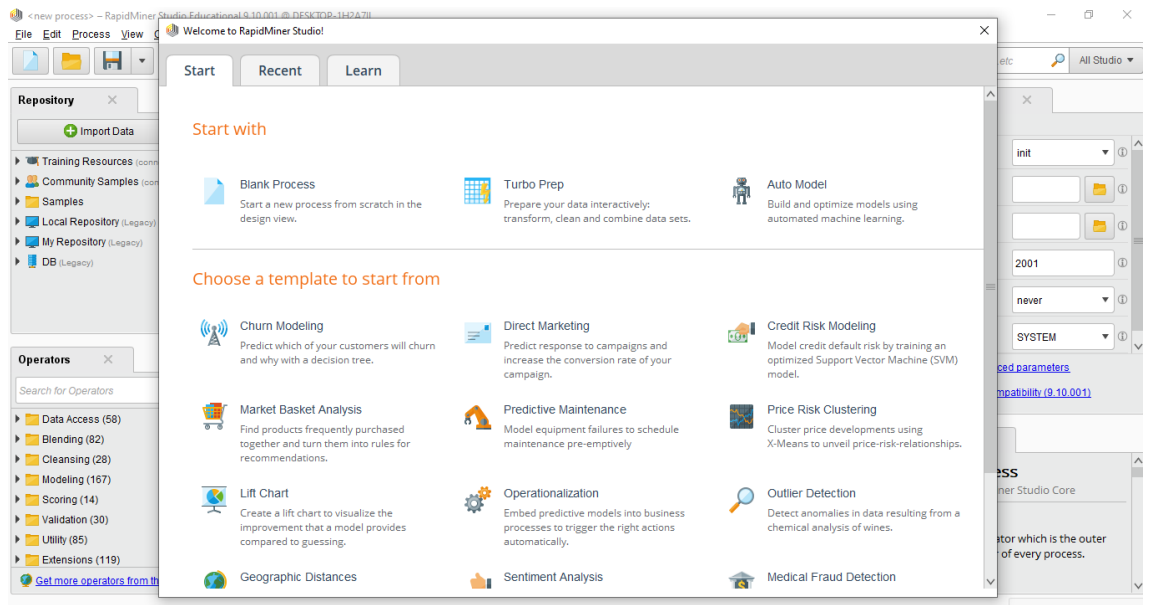 <new process> – RapidMiner Studio Educational 9.10.001 @ DESKTOP-1H2A7IL
File Edit Process View
Welcome to RapidMiner Studio!
Start Recent Learn
etc
All Studio
Repository
Import Data
Training Resources (conn
Community Samples (con
Samples
Local Repository (Legacy)
My Repository (Legacy)
DB (Legacy)
Operators
Search for Operators
Data Access (58)
Blending (82)
Cleansing (28)
Modeling (167)
Scoring (14)
Validation (30)
Utility (85)
Extensions (119)
Get more operators from th
Start with
Blank Process
Start a new process from scratch in the
design view.
Turbo Prep
Prepare your data interactively:
transform, clean and combine data sets.
Auto Model
Build and optimize models using
automated machine learning.
Choose a template to start from
Churn Modeling
Predict which of your customers will churn
and why with a decision tree.
Direct Marketing
Predict response to campaigns and
increase the conversion rate of your
campaign.
Credit Risk Modeling
Model credit default risk by training an
optimized Support Vector Machine (SVM)
model.
Market Basket Analysis
Find products frequently purchased
together and turn them into rules for
recommendations.
Predictive Maintenance
Model equipment failures to schedule
maintenance pre-emptively
Price Risk Clustering
Cluster price developments using
X-Means to unveil price-risk-relationships.
Lift Chart
Create a lift chart to visualize the
improvement that a model provides
compared to guessing.
Operationalization
Embed predictive models into business
processes to trigger the right actions
automatically.
Outlier Detection
Detect anomalies in data resulting from a
chemical analysis of wines.
Geographic Distances
Sentiment Analysis
Medical Fraud Detection
init
2001
never
SYSTEM
ced parameters
mpatibility (9.10.001)
ess
ner Studio Core
ator which is the outer
of every process.